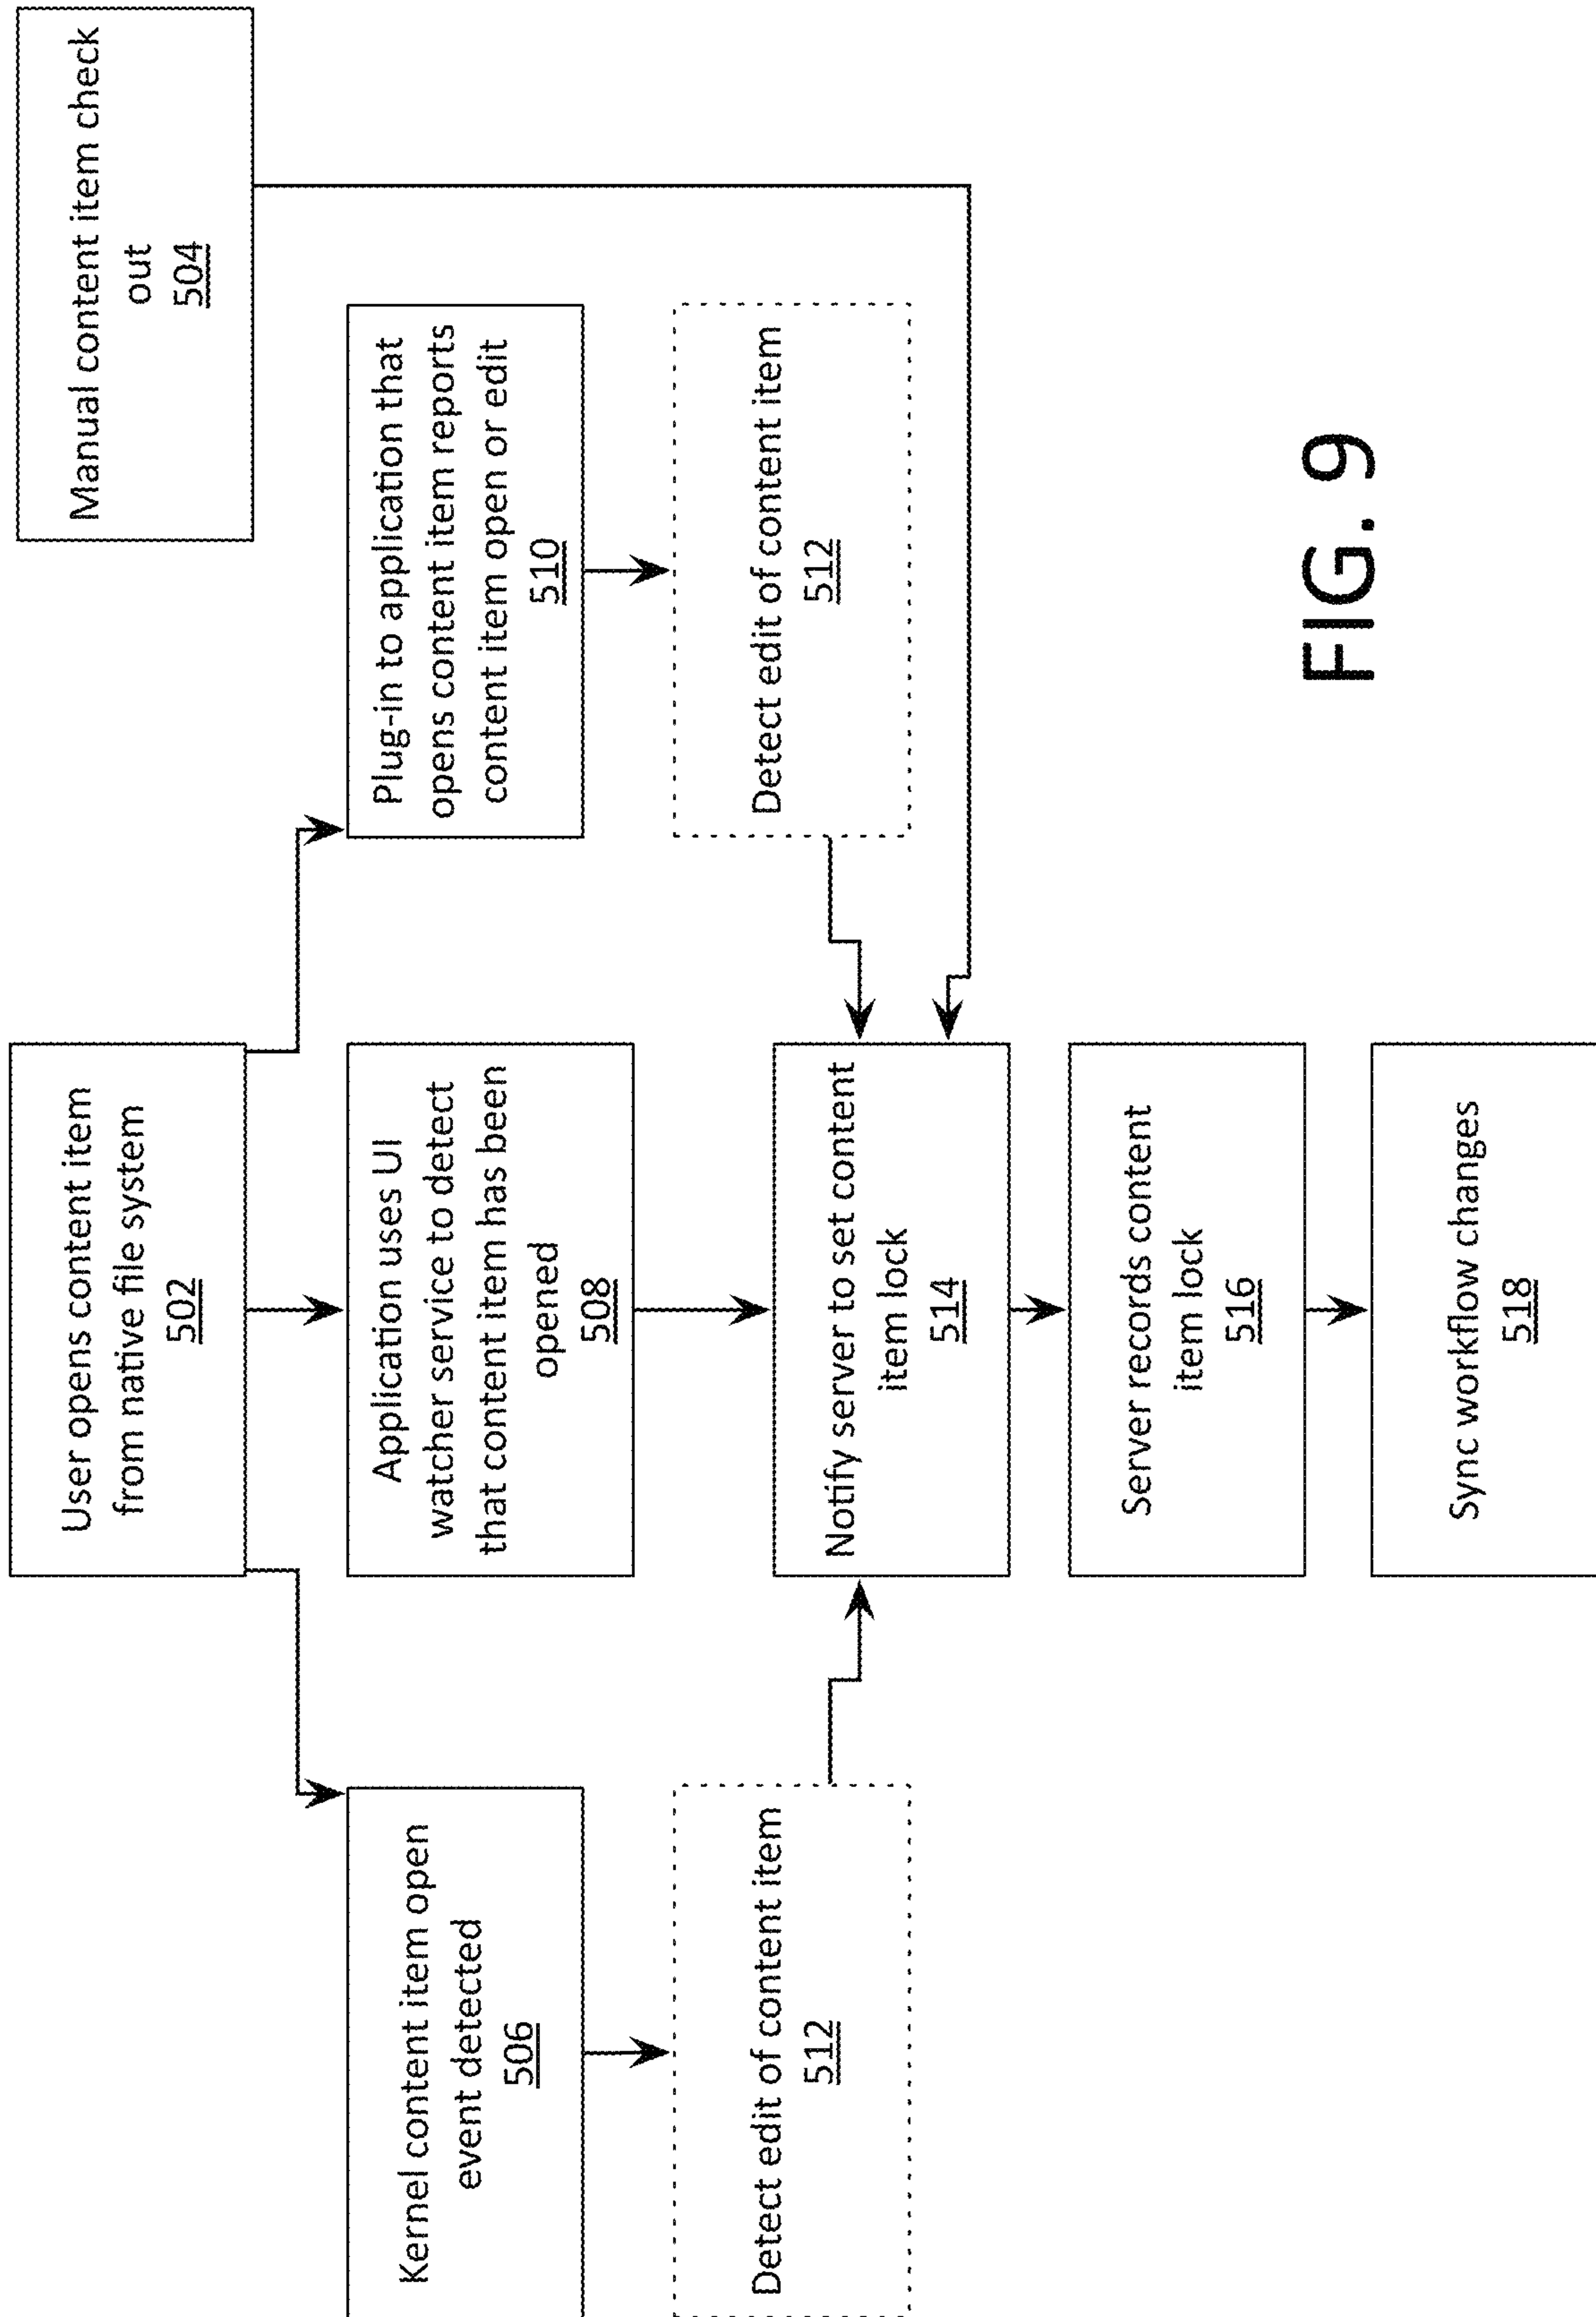 User opens content item
from native file system
502
Manual content item check
out
504
Kernel content item open
event detected
506
Application uses UI
watcher service to detect
that content item has been
opened
508
Plug-in to application that
opens content item reports
content item open or edit
510
Detect edit of content item
512
Detect edit of content item
512
Notify server to set content
item lock
514
Server records content
item lock
516
Sync workflow changes
518
FIG. 9